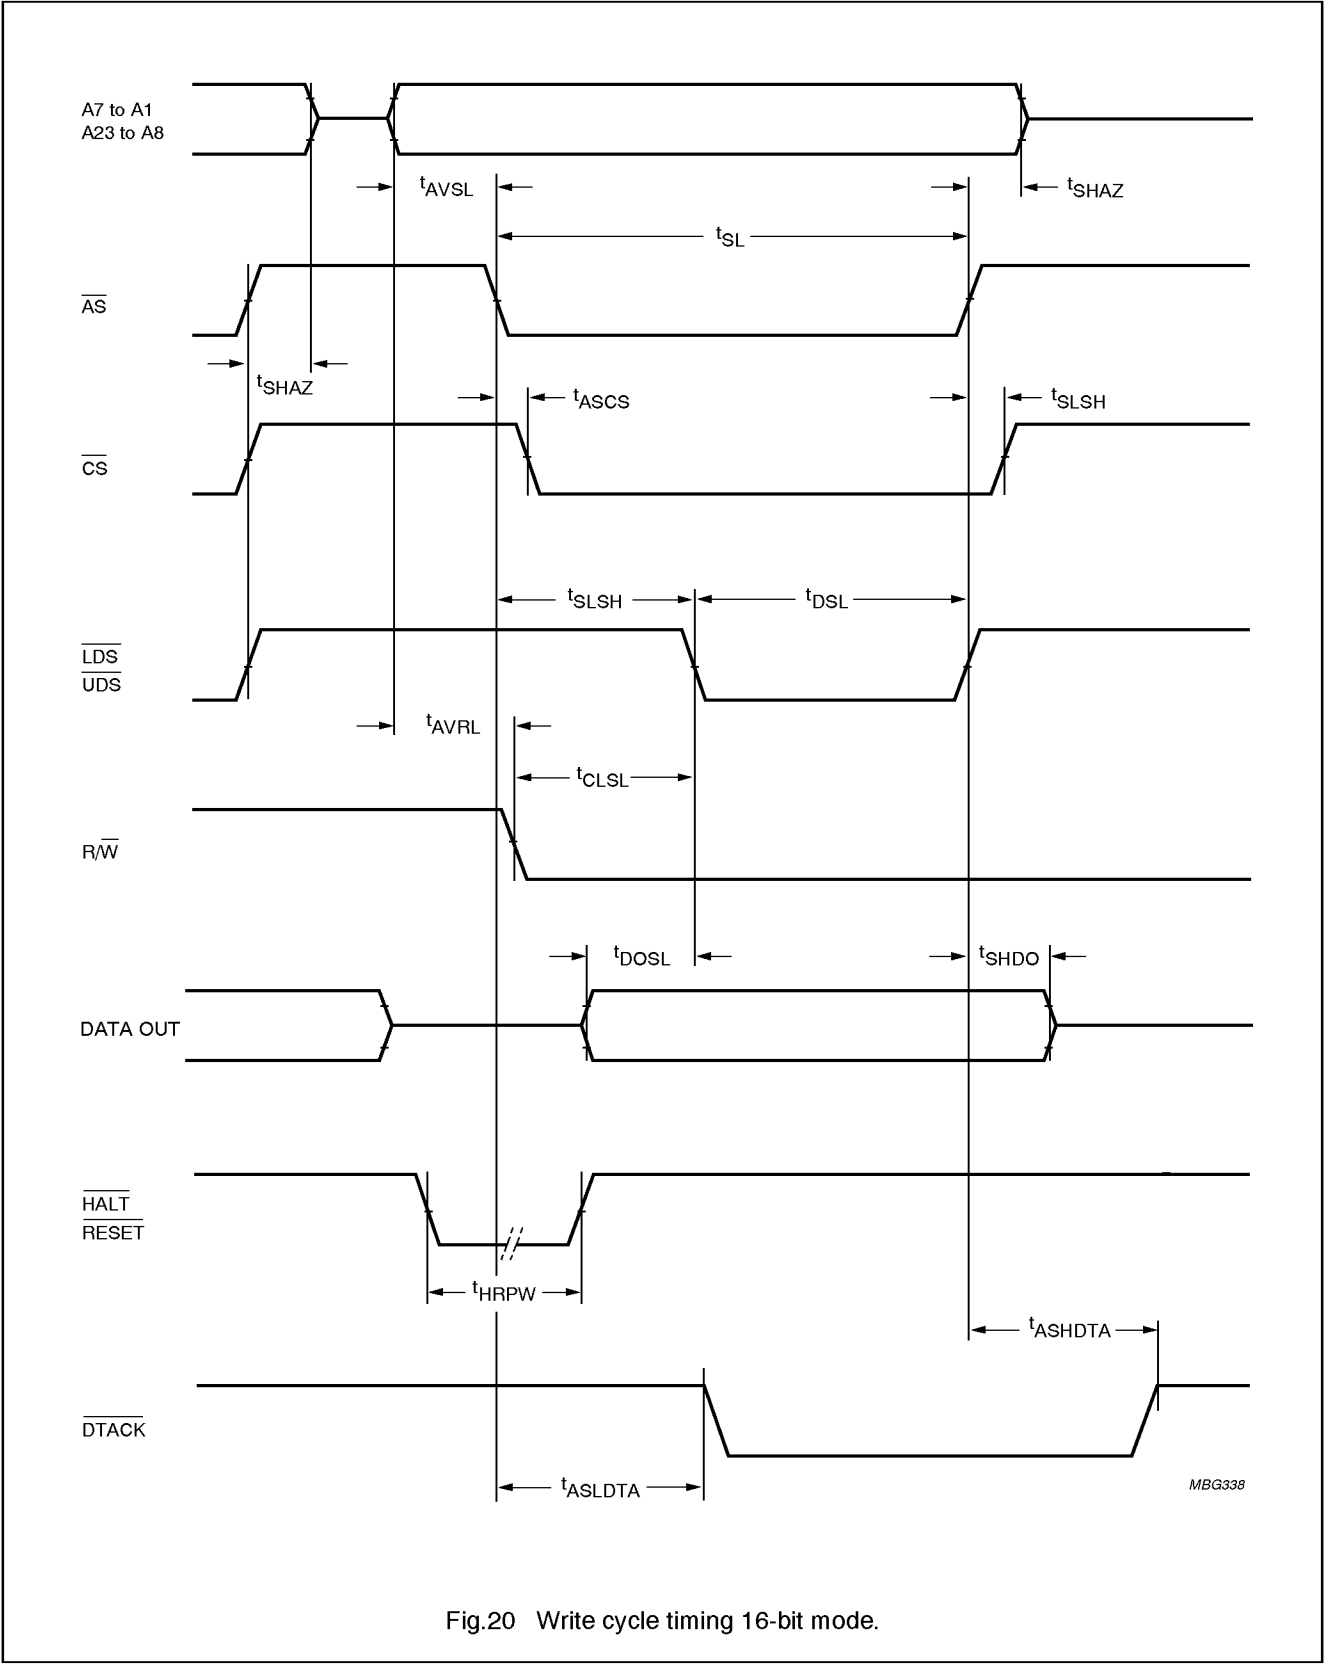 A7 to A1
A23 to A8
tAVSL
tSHAZ
tSL
AS
tSHAZ
tASCS
tSLSH
CS
tSLSH
tDSL
LDS
UDS
tAVRL
tCLSL
R/W
tDOSL
tSHDO
DATA OUT
HALT
RESET
tHRPW
tASHDTA
DTACK
tASLDTA
MBG338
Fig.20 Write cycle timing 16-bit mode.